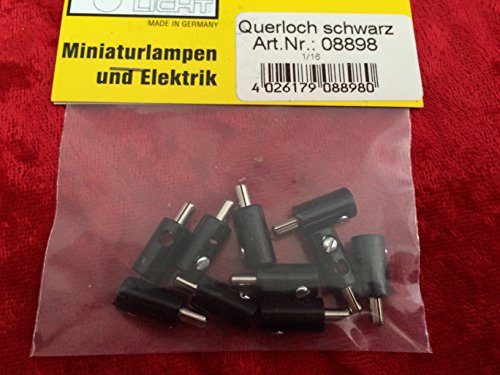 LICHT
MADE IN GERMANY
Miniaturlampen
und Elektrik
Querloch schwarz
Art.Nr.: 08898
1/16
4 026179 088980